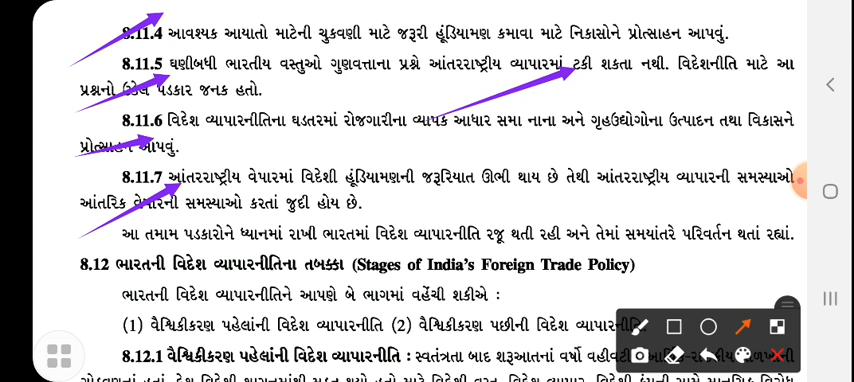 8.11.4 આવશ્યક આયાતો માટેની ચુકવણી માટે જરૂરી હૂંડિયામણ કમાવા માટે નિકાસોને પ્રોત્સાહન આપવું.
8.11.5 ઘણીબધી ભારતીય વસ્તુઓ ગુણવત્તાના પ્રશ્ને આંતરરાષ્ટ્રીય વ્યાપારમાં ટકી શકતા નથી. વિદેશનીતિ માટે આ
પ્રશ્નનો ઉકેલ પડકાર જનક હતો.
8.11.6 વિદેશ વ્યાપારનીતિના ઘડતરમાં રોજગારીના વ્યાપક આધાર સમા નાના અને ગૃહઉદ્યોગોના ઉત્પાદન તથા વિકાસને
પ્રોત્સાહન આપવું.
8.11.7 આંતરરાષ્ટ્રીય વેપારમાં વિદેશી હૂંડિયામણની જરૂરિયાત ઊભી થાય છે તેથી આંતરરાષ્ટ્રીય વ્યાપારની સમસ્યાઓ
આંતરિક વેપારની સમસ્યાઓ કરતાં જુદી હોય છે.
આ તમામ પડકારોને ધ્યાનમાં રાખી ભારતમાં વિદેશ વ્યાપારનીતિ રજૂ થતી રહી અને તેમાં સમયાંતરે પરિવર્તન થતાં રહ્યાં.
8.12 ભારતની વિદેશ વ્યાપારનીતિના તબક્કા (Stages of India's Foreign Trade Policy)
ભારતની વિદેશ વ્યાપારનીતિને આપણે બે ભાગમાં વહેંચી શકીએ :
(1) વૈશ્વિકીકરણ પહેલાંની વિદેશ વ્યાપારનીતિ (2) વૈશ્વિકીકરણ પછીની વિદેશ
8.12.1 વૈશ્વિકીકરણ પહેલાંની વિદેશ વ્યાપારનીતિ : સ્વતંત્રતા બાદ શરૂઆતનાં વર્ષો